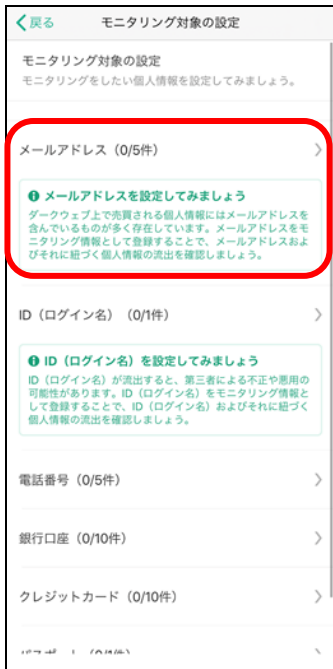 戻る モニタリング対象の設定
モニタリング対象の設定
モニタリングをしたい個人情報を設定してみましょう。
メールアドレス（0/5件）
メールアドレスを設定してみましょう
ダークウェブ上で売買される個人情報にはメールアドレスを
含んでいるものが多く存在しています。メールアドレスをモ
ニタリング情報として登録することで、メールアドレスおよ
びそれに紐づく個人情報の流出を確認しましょう。
ID（ログイン名）（0/1件）
ID（ログイン名）を設定してみましょう
ID（ログイン名）が流出すると、第三者による不正や悪用の
可能性があります。ID（ログイン名）をモニタリング情報と
して登録することで、ID（ログイン名）およびそれに紐づく
個人情報の流出を確認しましょう。
電話番号（0/5件）
銀行口座（0/10件）
クレジットカード（0/10件）